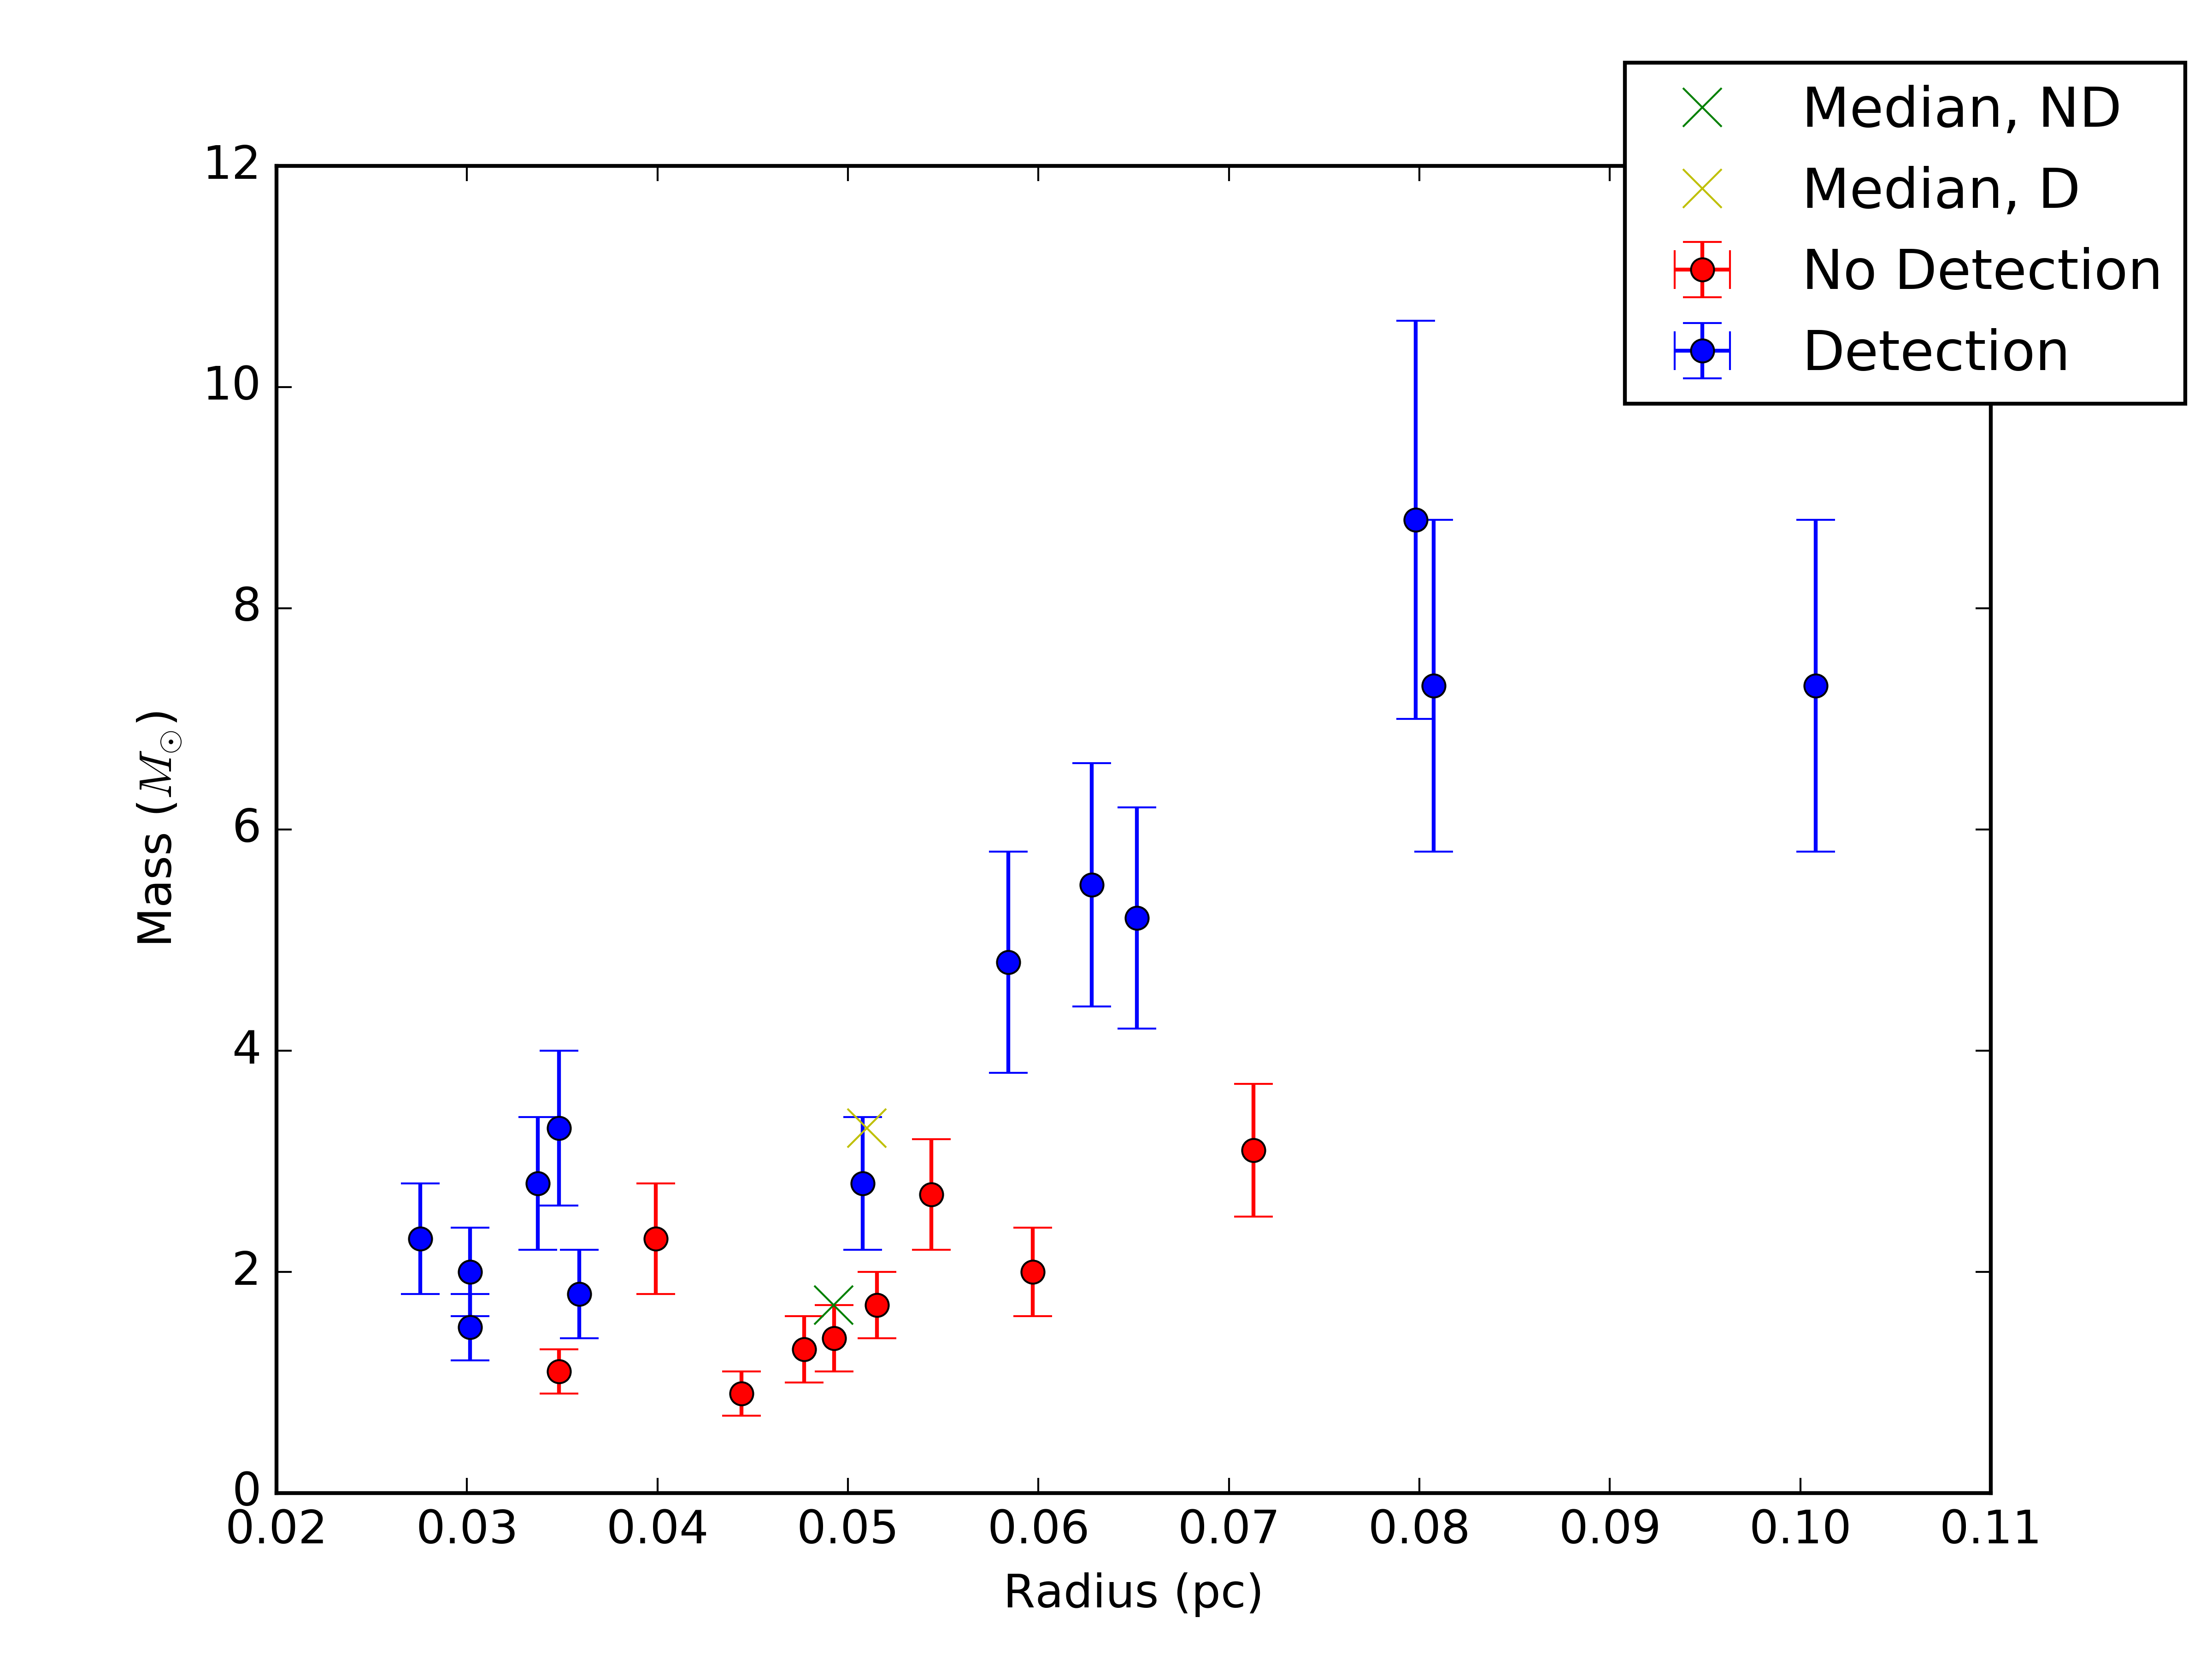 Median, ND
Median, D
No Detection
Detection
12
10
8
6
4
2
0
Mass (M☉)
0.02 0.03 0.04 0.05 0.06 0.07 0.08 0.09 0.10 0.11
Radius (pc)